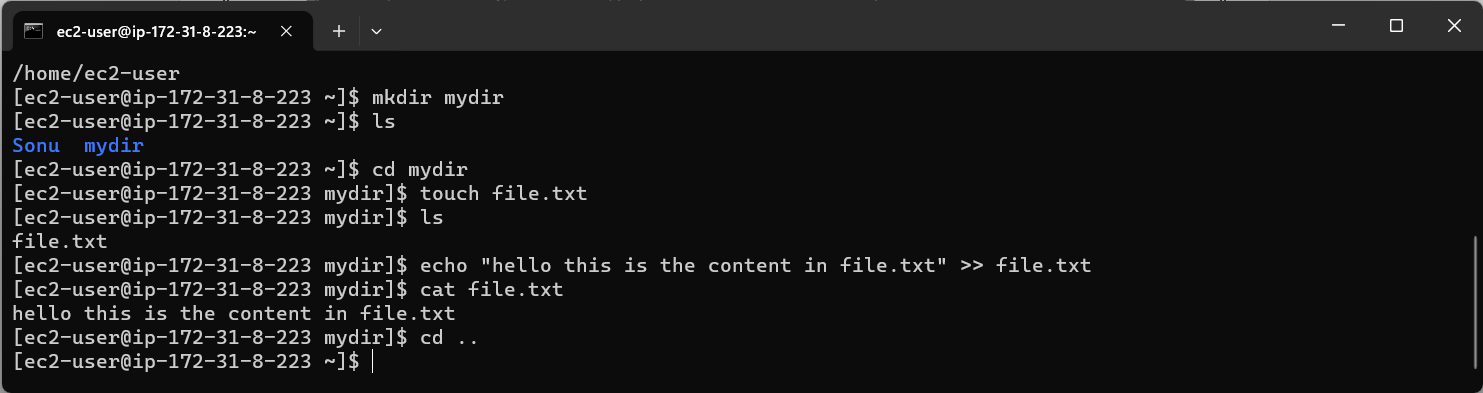 ec2-user@ip-172-31-8-223:~
/home/ec2-user
[ec2-user@ip-172-31-8-223 ~]$ mkdir mydir
[ec2-user@ip-172-31-8-223 ~]$ ls
Sonu  mydir
[ec2-user@ip-172-31-8-223 ~]$ cd mydir
[ec2-user@ip-172-31-8-223 mydir]$ touch file.txt
[ec2-user@ip-172-31-8-223 mydir]$ ls
file.txt
[ec2-user@ip-172-31-8-223 mydir]$ echo "hello this is the content in file.txt" >> file.txt
[ec2-user@ip-172-31-8-223 mydir]$ cat file.txt
hello this is the content in file.txt
[ec2-user@ip-172-31-8-223 mydir]$ cd ..
[ec2-user@ip-172-31-8-223 ~]$